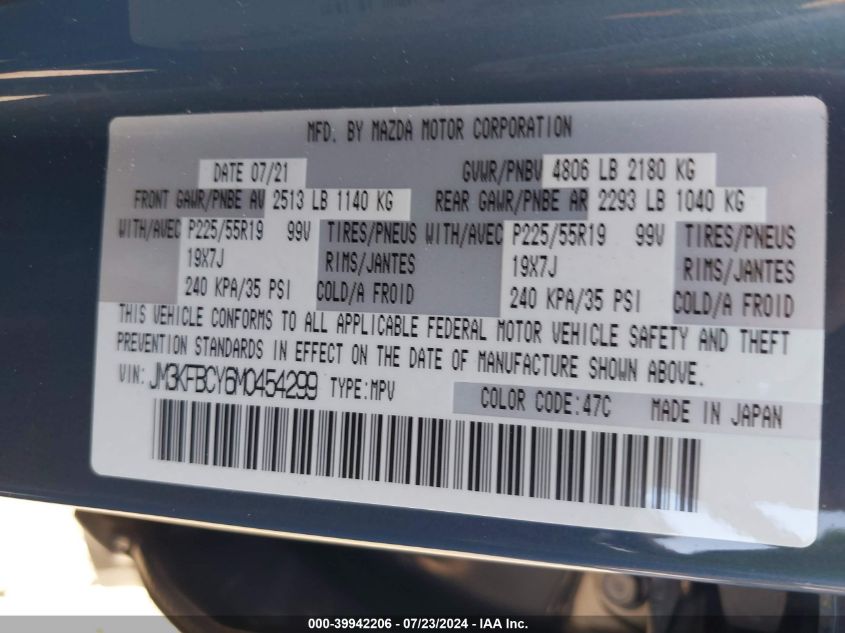 MFD. BY MAZDA MOTOR CORPORATION
DATE 07/21 GVWR/PNBV 4806 LB 2180 KG
FRONT GAWR/PNBE AV 2513 LB 1140 KG REAR GAWR/PNBE AR 2293 LB 1040 KG
WITH/AVEC P225/55R19 99V TIRES/PNEUS WITH/AVEC P225/55R19 99V TIRES/PNEUS
19X7J RIMS/JANTES 19X7J RIMS/JANTES
240 KPA/35 PSI COLD/A FROID 240 KPA/35 PSI COLD/A FROID
THIS VEHICLE CONFORMS TO ALL APPLICABLE FEDERAL MOTOR VEHICLE SAFETY AND THEFT
PREVENTION STANDARDS IN EFFECT ON THE DATE OF MANUFACTURE SHOWN ABOVE.
VIN: JM3KFBCY6M0454299 TYPE:MPV COLOR CODE:47C MADE IN JAPAN
000-39942206 - 07/23/2024 - IAA Inc.